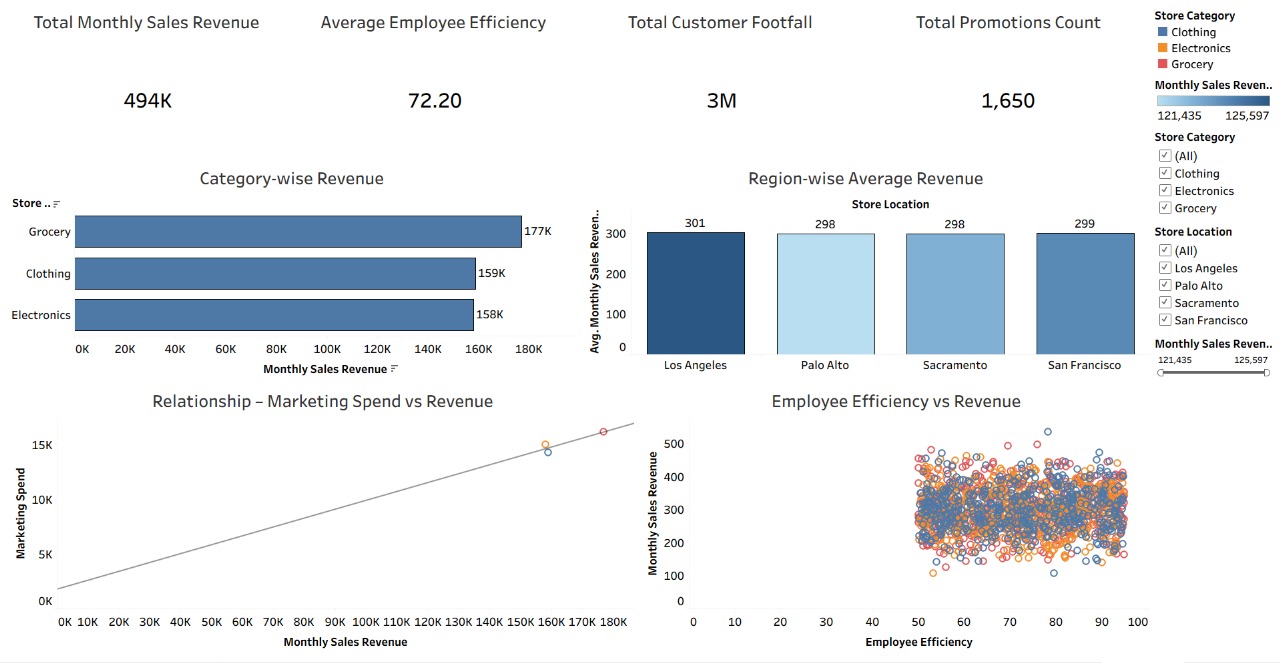 Total Monthly Sales Revenue
Average Employee Efficiency
Total Customer Footfall
Total Promotions Count
494K
72.20
3M
1,650
Category-wise Revenue
Store ..
Grocery
177K
Clothing
159K
Electronics
158K
0K 20K 40K 60K 80K 100K 120K 140K 160K 180K
Monthly Sales Revenue
Region-wise Average Revenue
Store Location
Avg. Monthly Sales Reven..
300
200
100
0
301
298
298
299
Los Angeles
Palo Alto
Sacramento
San Francisco
Relationship – Marketing Spend vs Revenue
Marketing Spend
15K
10K
5K
0K
0K 10K 20K 30K 40K 50K 60K 70K 80K 90K 100K 110K 120K 130K 140K 150K 160K 170K 180K
Monthly Sales Revenue
Employee Efficiency vs Revenue
Monthly Sales Revenue
500
400
300
200
100
0
0 10 20 30 40 50 60 70 80 90 100
Employee Efficiency
Store Category
Clothing
Electronics
Grocery
Monthly Sales Reven..
121,435 125,597
Store Category
(All)
Clothing
Electronics
Grocery
Store Location
(All)
Los Angeles
Palo Alto
Sacramento
San Francisco
Monthly Sales Reven..
121,435 125,597